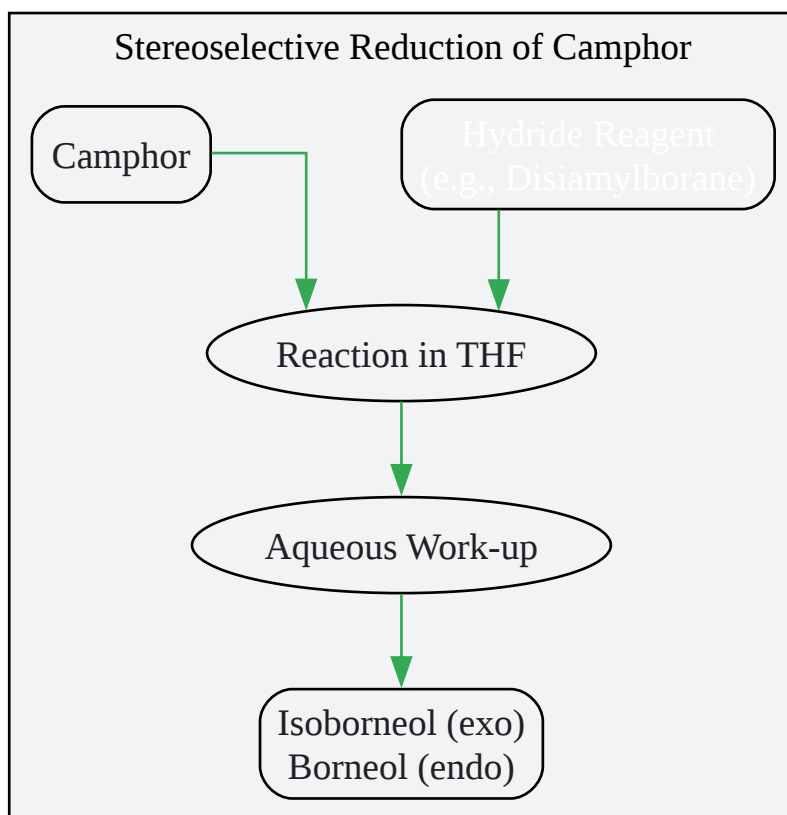 Stereoselective Reduction of Camphor
Camphor
Hydride Reagent
(e.g., Disiamylborane)
Reaction in THF
Aqueous Work-up
Isoborneol (exo)
Borneol (endo)